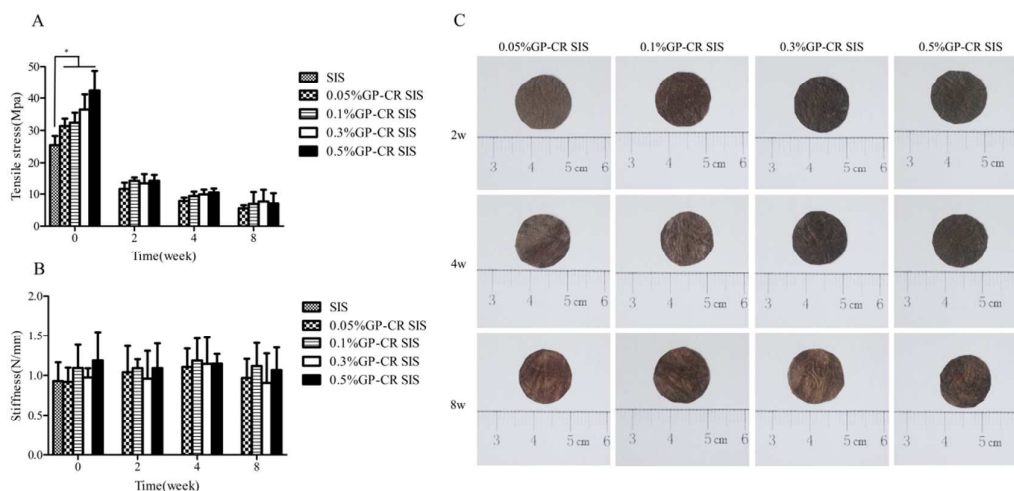 A
*
Tensile stress(Mpa)
50
40
30
20
10
0
0 2 4 8
Time(week)
SIS
0.05%GP-CR SIS
0.1%GP-CR SIS
0.3%GP-CR SIS
0.5%GP-CR SIS
B
Stiffness(N/mm)
2.0
1.5
1.0
0.5
0.0
0 2 4 8
Time(week)
SIS
0.05%GP-CR SIS
0.1%GP-CR SIS
0.3%GP-CR SIS
0.5%GP-CR SIS
C
0.05%GP-CR SIS 0.1%GP-CR SIS 0.3%GP-CR SIS 0.5%GP-CR SIS
2w
3 4 5 cm 6
3 4 5 cm 6
3 4 5 cm 6
3 4 5 cm 6
4w
3 4 5 cm 6
3 4 5 cm 6
3 4 5 cm 6
3 4 5 cm 6
8w
3 4 5 cm 6
3 4 5 cm 6
3 4 5 cm 6
3 4 5 cm 6